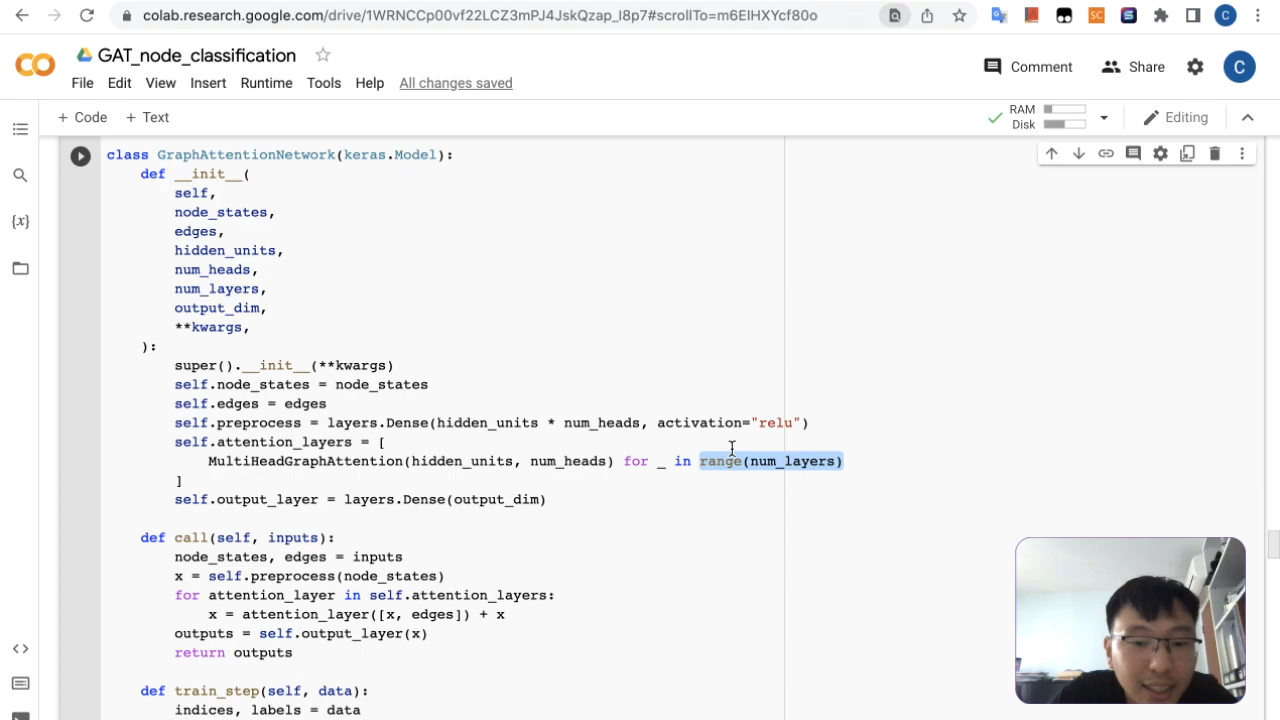 colab.research.google.com/drive/1WRNCCp00vf22LCZ3mPJ4JskQzap_I8p7#scrollTo=m6EIHXYcf80o
SC
C
GAT_node_classification
File Edit View Insert Runtime Tools Help All changes saved
Comment
Share
C
+ Code + Text
RAM
Disk
Editing
{x}
class GraphAttentionNetwork(keras.Model):
def __init__(
self,
node_states,
edges,
hidden_units,
num_heads,
num_layers,
output_dim,
**kwargs,
):
super().__init__(**kwargs)
self.node_states = node_states
self.edges = edges
self.preprocess = layers.Dense(hidden_units * num_heads, activation="relu")
self.attention_layers = [
MultiHeadGraphAttention(hidden_units, num_heads) for _ in range(num_layers)
]
self.output_layer = layers.Dense(output_dim)
def call(self, inputs):
node_states, edges = inputs
x = self.preprocess(node_states)
for attention_layer in self.attention_layers:
x = attention_layer([x, edges]) + x
outputs = self.output_layer(x)
return outputs
def train_step(self, data):
indices, labels = data